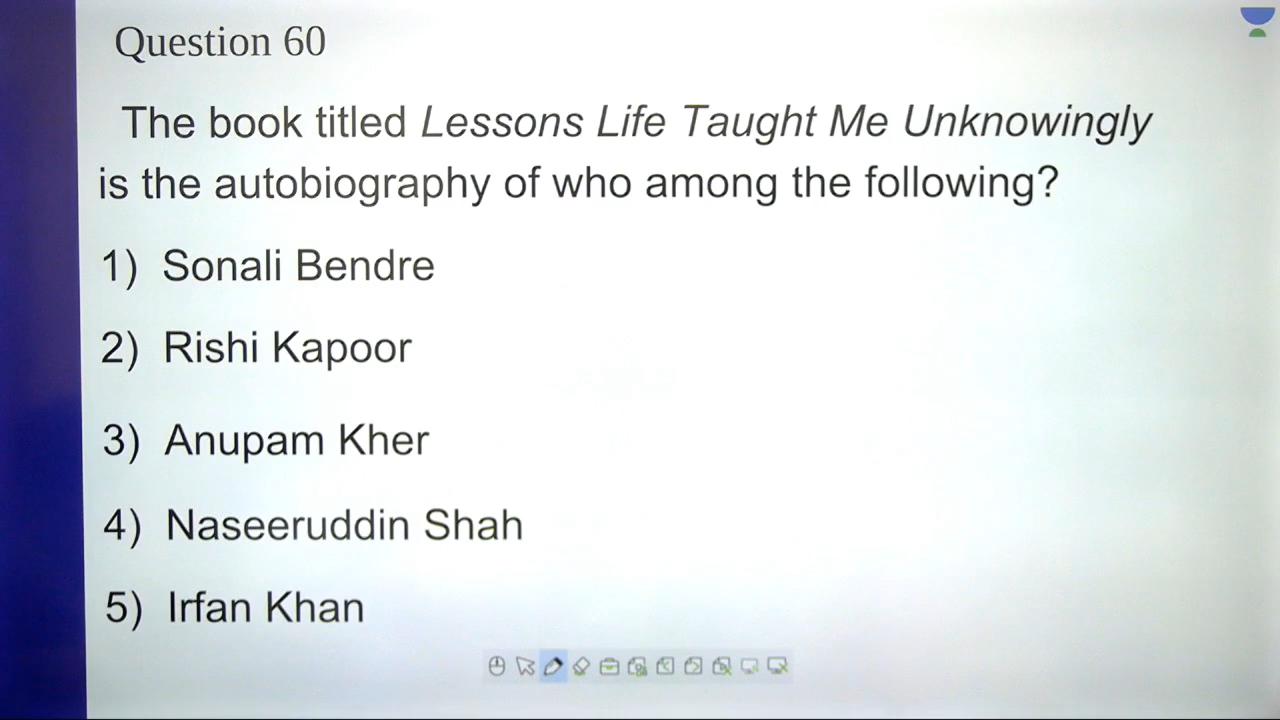 Question 60
The book titled Lessons Life Taught Me Unknowingly
is the autobiography of who among the following?
1) Sonali Bendre
2) Rishi Kapoor
3) Anupam Kher
4) Naseeruddin Shah
5) Irfan Khan